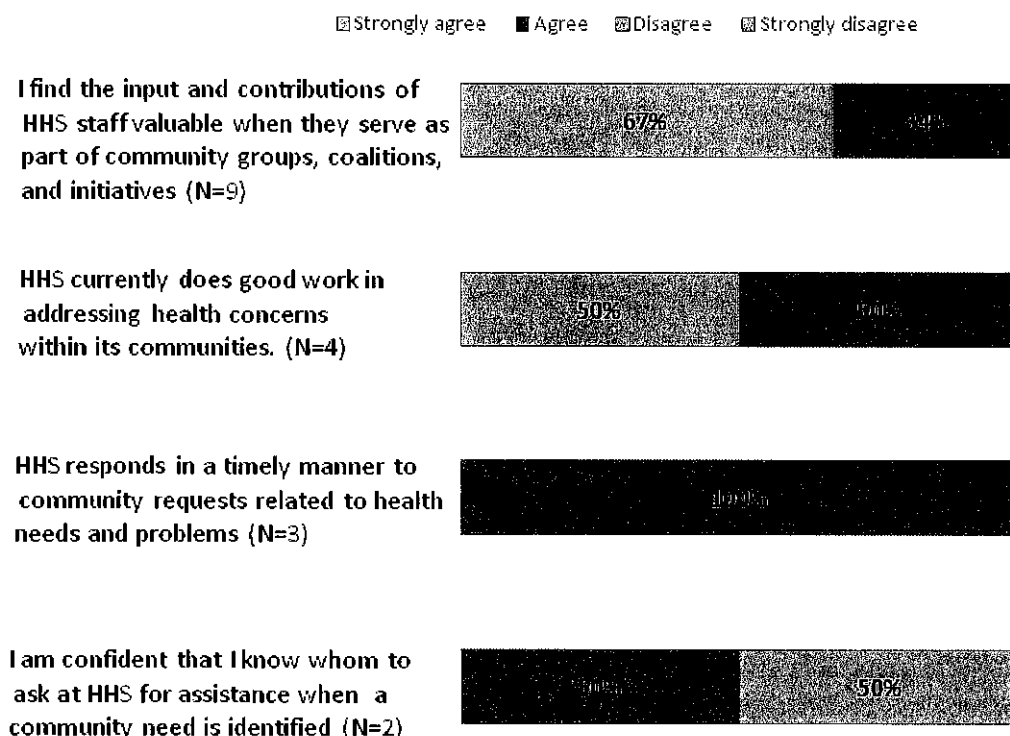 Strongly agree Agree Disagree Strongly disagree
I find the input and contributions of
HHS staff valuable when they serve as
part of community groups, coalitions,
and initiatives (N=9)
67%
HHS currently does good work in
addressing health concerns
within its communities. (N=4)
50% 50%
HHS responds in a timely manner to
community requests related to health
needs and problems (N=3)
100%
I am confident that I know whom to
ask at HHS for assistance when a
community need is identified (N=2)
50% 50%